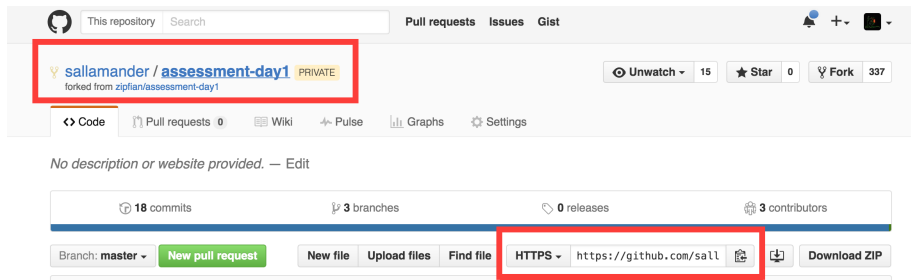 This repository Search Pull requests Issues Gist
sallamander / assessment-day1 PRIVATE
Unwatch 15 Star 0 Fork 337
forked from zipfian/assessment-day1
Code Pull requests 0 Wiki Pulse Graphs Settings
No description or website provided. — Edit
18 commits 3 branches 0 releases 3 contributors
Branch: master New pull request New file Upload files Find file HTTPS https://github.com/sall Download ZIP